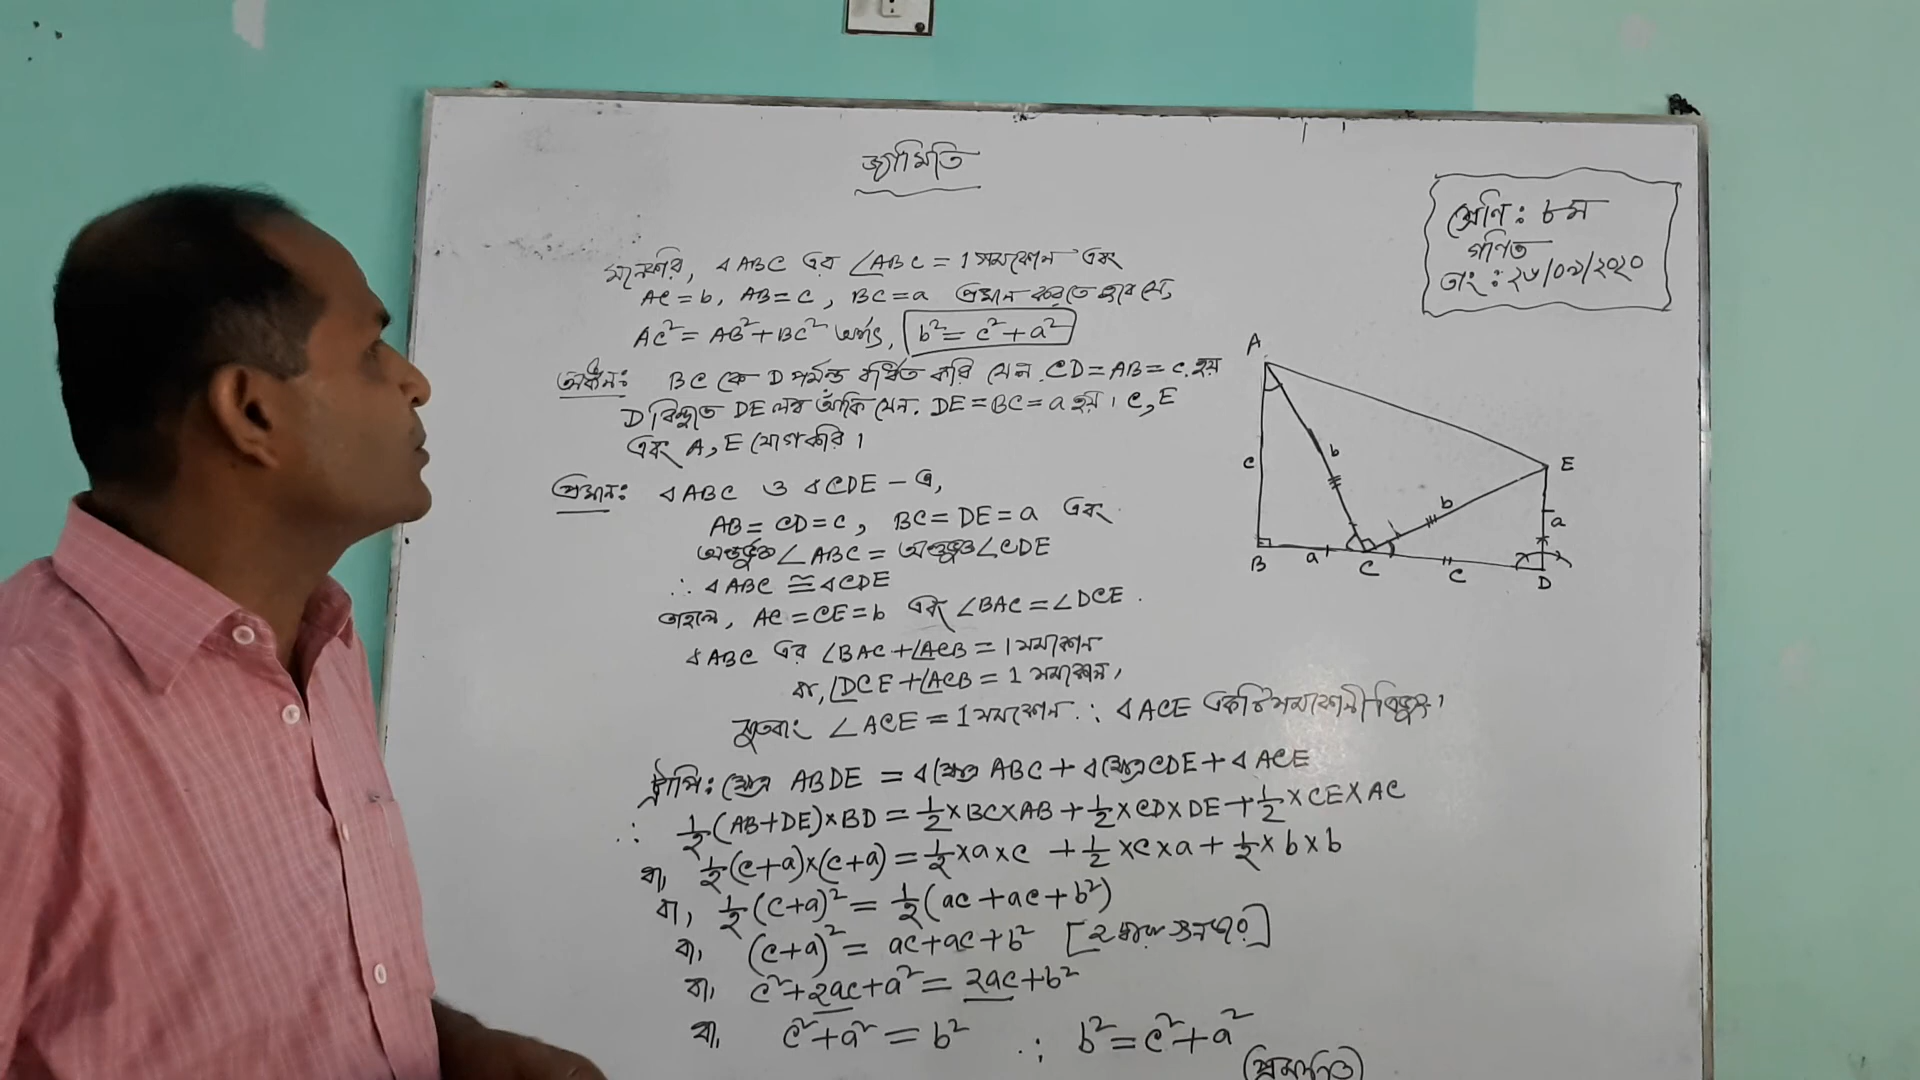 জ্যামিতি
শ্রেণি: ৮ম
গণিত
তাং: ২৬/০৯/২০২০
মনেকরি, ∆ABC এর ∠ABC = 1 সমকোন এবং
AC = b, AB = c, BC = a প্রমান করতে হবে যে,
AC² = AB² + BC² অর্থাৎ, b² = c² + a²
অঙ্কন: BC কে D পর্যন্ত বর্ধিত করি যেন CD = AB = c হয়
D বিন্দুতে DE লম্ব আঁকি যেন. DE = BC = a হয়। C, E
এবং A, E যোগ করি।
প্রমান: ∆ABC ও ∆CDE - এ,
AB = CD = c, BC = DE = a এবং
অন্তর্ভুক্ত ∠ABC = অন্তর্ভুক্ত ∠CDE
∴ ∆ABC ≅ ∆CDE
তাহলে, AC = CE = b এবং ∠BAC = ∠DCE.
∆ABC এর ∠BAC + ∠ACB = 1 সমকোন
বা, ∠DCE + ∠ACB = 1 সমকোন,
সুতরাং ∠ACE = 1 সমকোন ∴ ∆ACE একটি সমকোনী ত্রিভুজ।
ট্রাপি: ক্ষেত্র ABDE = ∆ক্ষেত্র ABC + ∆ক্ষেত্র CDE + ∆ ACE
∴ ½(AB+DE)×BD = ½×BC×AB + ½×CD×DE + ½×CE×AC
বা, ½(c+a)×(c+a) = ½×a×c + ½×c×a + ½×b×b
বা, ½(c+a)² = ½(ac+ac+b²)
বা, (c+a)² = ac+ac+b² [২ দ্বারা গুন করে]
বা, c²+2ac+a² = 2ac+b²
বা, c²+a² = b² ∴ b² = c²+a²
(প্রমানিত)
A
b
c
E
b
a
B
a
C
c
D